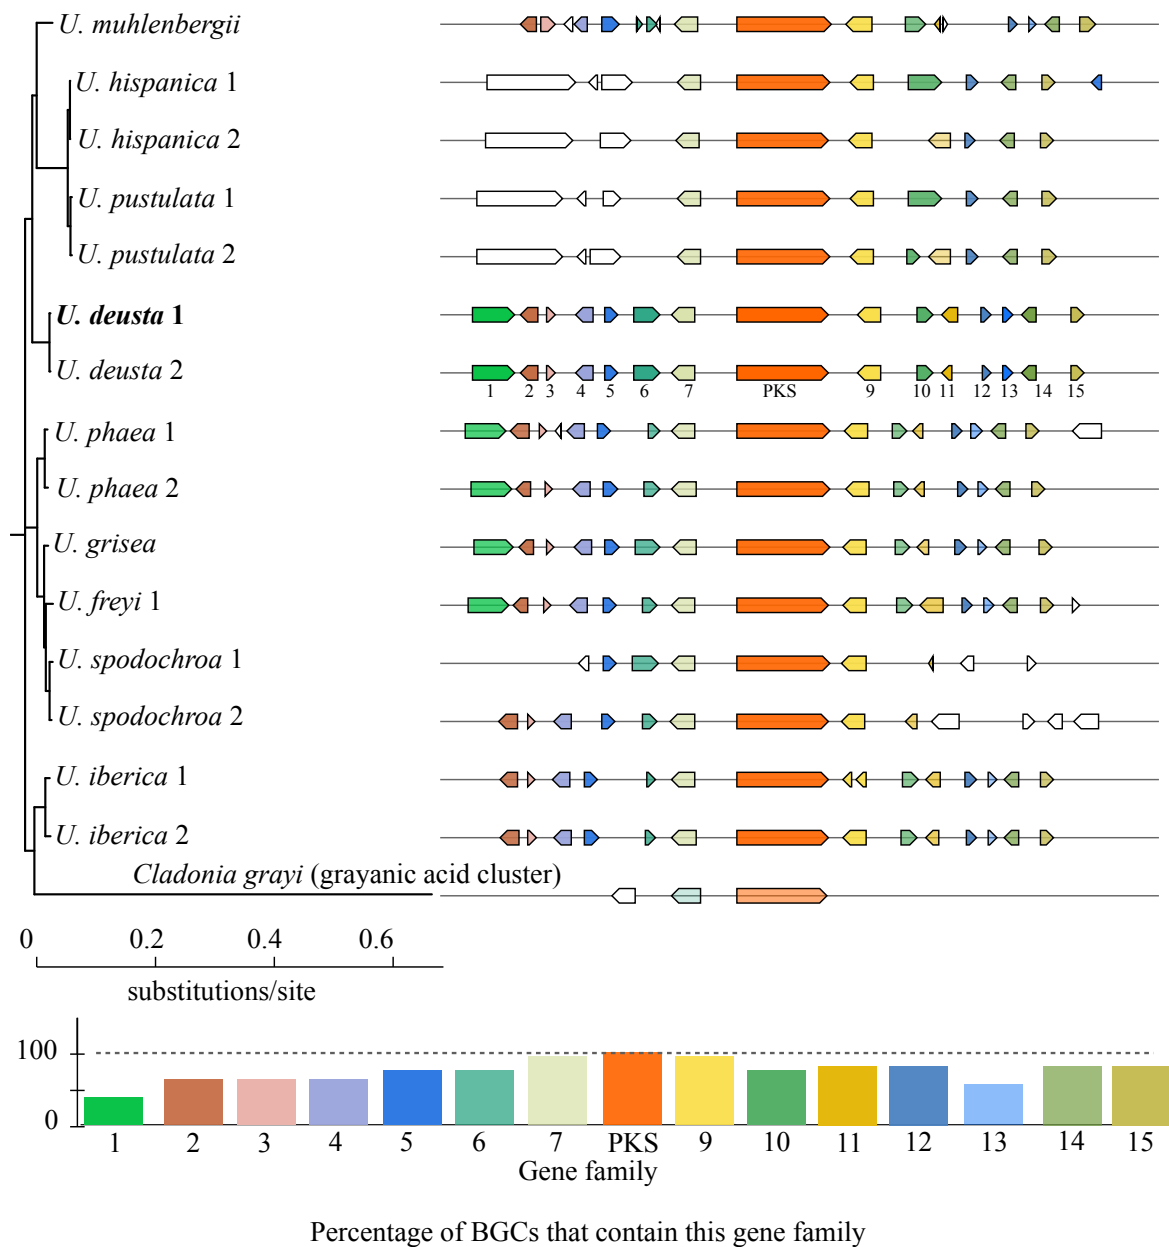 U. muhlenbergii
U. hispanica 1
U. hispanica 2
U. pustulata 1
U. pustulata 2
U. deusta 1
U. deusta 2
1 2 3 4 5 6 7 PKS 9 10 11 12 13 14 15
U. phaea 1
U. phaea 2
U. grisea
U. freyi 1
U. spodochroa 1
U. spodochroa 2
U. iberica 1
U. iberica 2
Cladonia grayi (grayanic acid cluster)
0 0.2 0.4 0.6
substitutions/site
100
0
1 2 3 4 5 6 7 PKS 9 10 11 12 13 14 15
Gene family
Percentage of BGCs that contain this gene family